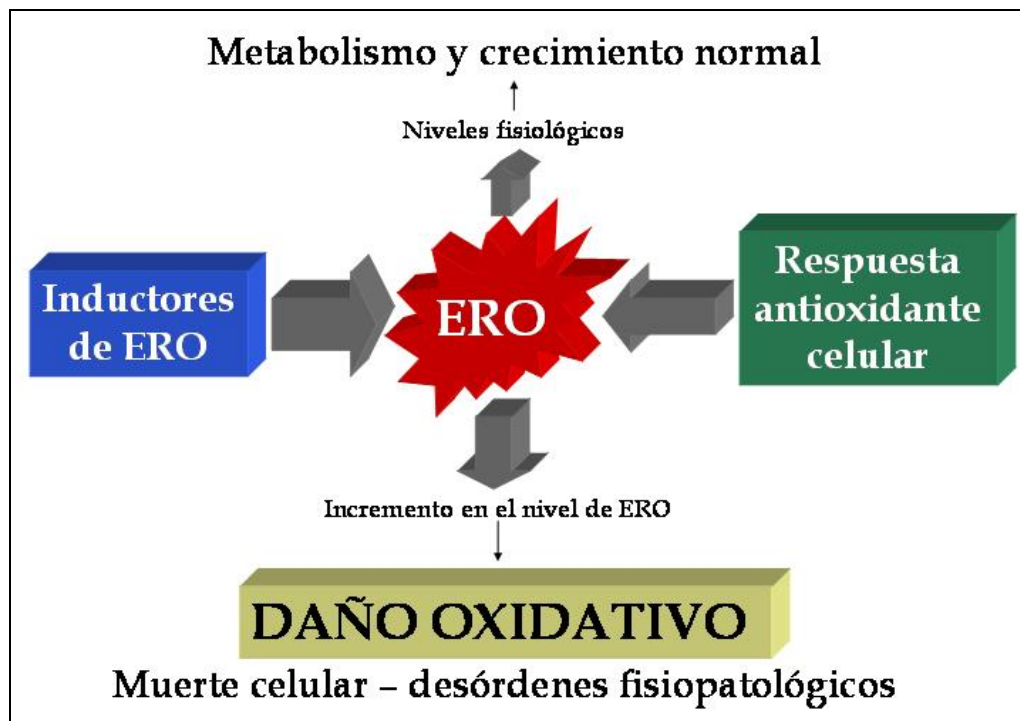 Metabolismo y crecimiento normal
Niveles fisiológicos
Inductores
de ERO
ERO
Respuesta
antioxidante
celular
Incremento en el nivel de ERO
DAÑO OXIDATIVO
Muerte celular – desórdenes fisiopatológicos